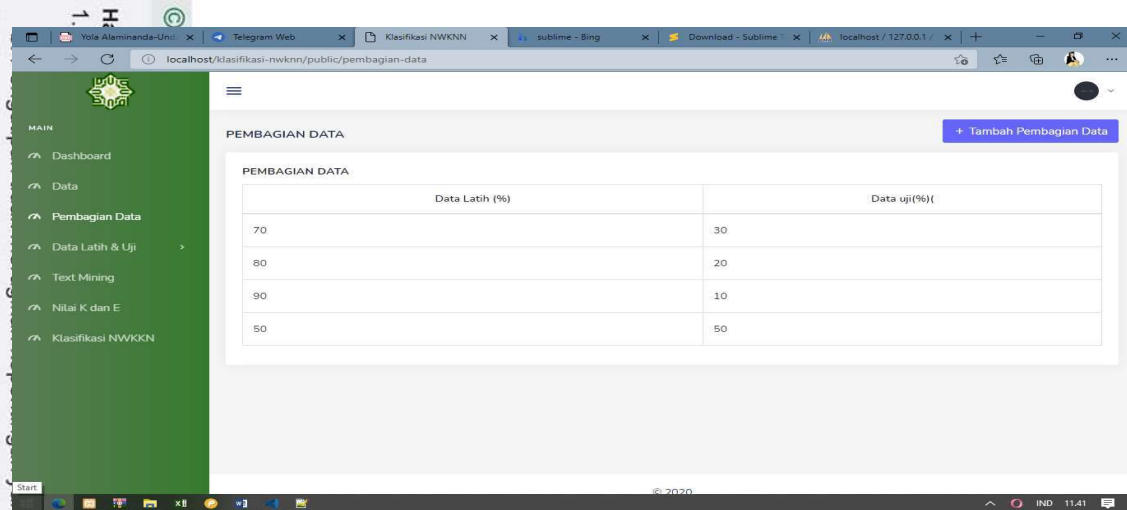 Yola Alaminanda-Und
Telegram Web
Klasifikasi NWKNN
sublime - Bing
Download - Sublime T
localhost / 127.0.0.1 /
localhost/klasifikasi-nwknn/public/pembagian-data
MAIN
Dashboard
Data
Pembagian Data
Data Latih & Uji
Text Mining
Nilai K dan E
Klasifikasi NWKKN
PEMBAGIAN DATA
+ Tambah Pembagian Data
PEMBAGIAN DATA
Data Latih (%) Data uji(%)(
70 30
80 20
90 10
50 50
© 2020
Start
IND 11.41